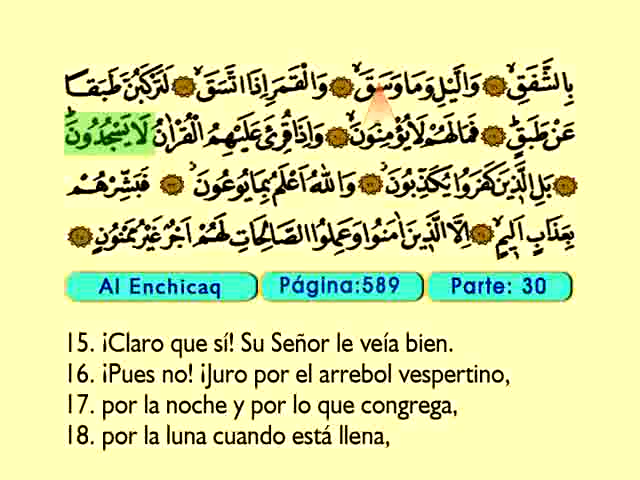 بِالشَّفَقِ وَاللَّيْلِ وَمَا وَسَقَ وَالْقَمَرِ إِذَا اتَّسَقَ لَتَرْكَبُنَّ طَبَقًا
عَنْ طَبَقٍ فَمَا لَهُمْ لَا يُؤْمِنُونَ وَإِذَا قُرِئَ عَلَيْهِمُ الْقُرْاٰنُ لَا يَسْجُدُونَ
بَلِ الَّذِينَ كَفَرُوا يُكَذِّبُونَ وَاللّٰهُ أَعْلَمُ بِمَا يُوعُونَ فَبَشِّرْهُمْ
بِعَذَابٍ أَلِيمٍ إِلَّا الَّذِينَ اٰمَنُوا وَعَمِلُوا الصَّالِحَاتِ لَهُمْ أَجْرٌ غَيْرُ مَمْنُونٍ
Al Enchicaq Página:589 Parte: 30
15. ¡Claro que sí! Su Señor le veía bien.
16. ¡Pues no! ¡Juro por el arrebol vespertino,
17. por la noche y por lo que congrega,
18. por la luna cuando está llena,